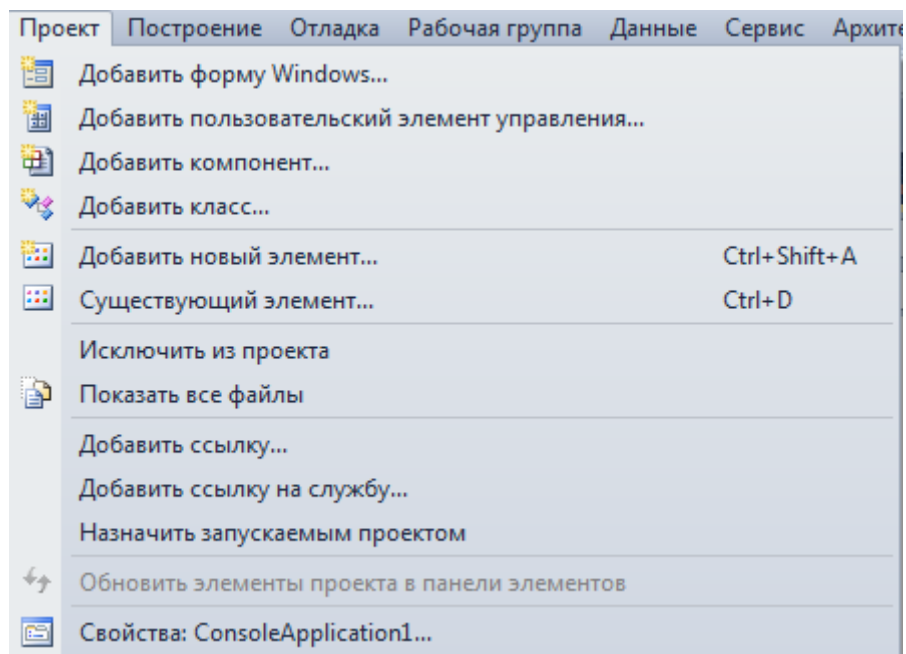 Проект Построение Отладка Рабочая группа Данные Сервис Архите
Добавить форму Windows...
Добавить пользовательский элемент управления...
Добавить компонент...
Добавить класс...
Добавить новый элемент... Ctrl+Shift+A
Существующий элемент... Ctrl+D
Исключить из проекта
Показать все файлы
Добавить ссылку...
Добавить ссылку на службу...
Назначить запускаемым проектом
Обновить элементы проекта в панели элементов
Свойства: ConsoleApplication1...